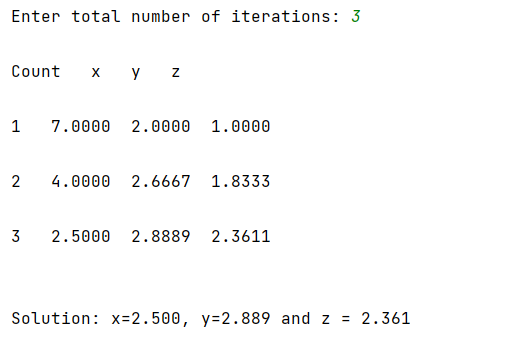 Enter total number of iterations: 3
Count   x   y   z
1   7.0000  2.0000  1.0000
2   4.0000  2.6667  1.8333
3   2.5000  2.8889  2.3611
Solution: x=2.500, y=2.889 and z = 2.361